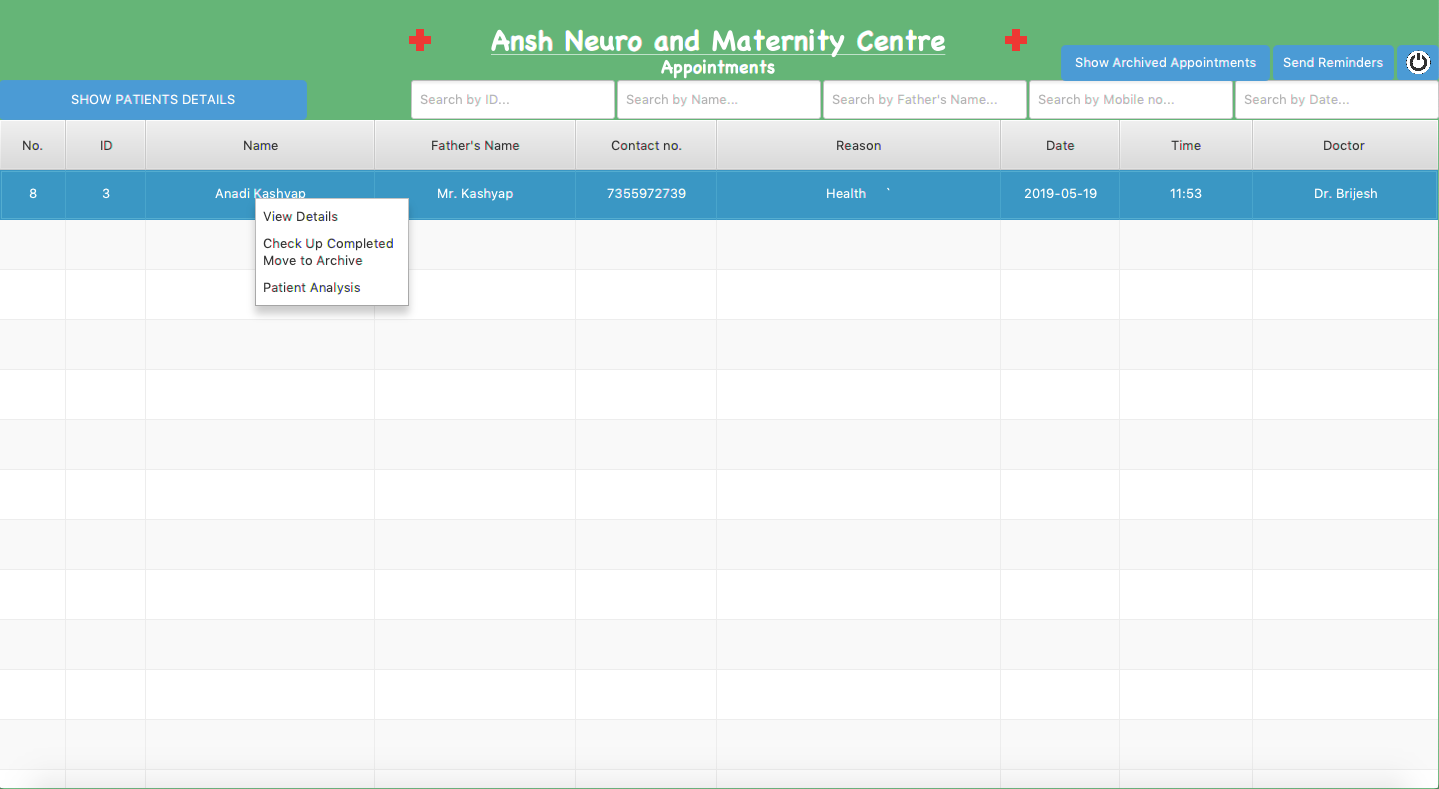 Ansh Neuro and Maternity Centre
Appointments
Show Archived Appointments
Send Reminders
SHOW PATIENTS DETAILS
Search by ID...
Search by Name...
Search by Father's Name...
Search by Mobile no...
Search by Date...
No. ID Name Father's Name Contact no. Reason Date Time Doctor
8 3 Anadi Kashyap Mr. Kashyap 7355972739 Health ` 2019-05-19 11:53 Dr. Brijesh
View Details
Check Up Completed
Move to Archive
Patient Analysis